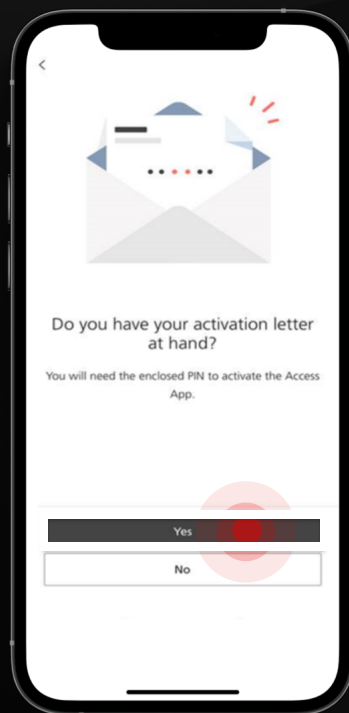 Do you have your activation letter
at hand?
You will need the enclosed PIN to activate the Access
App.
Yes
No